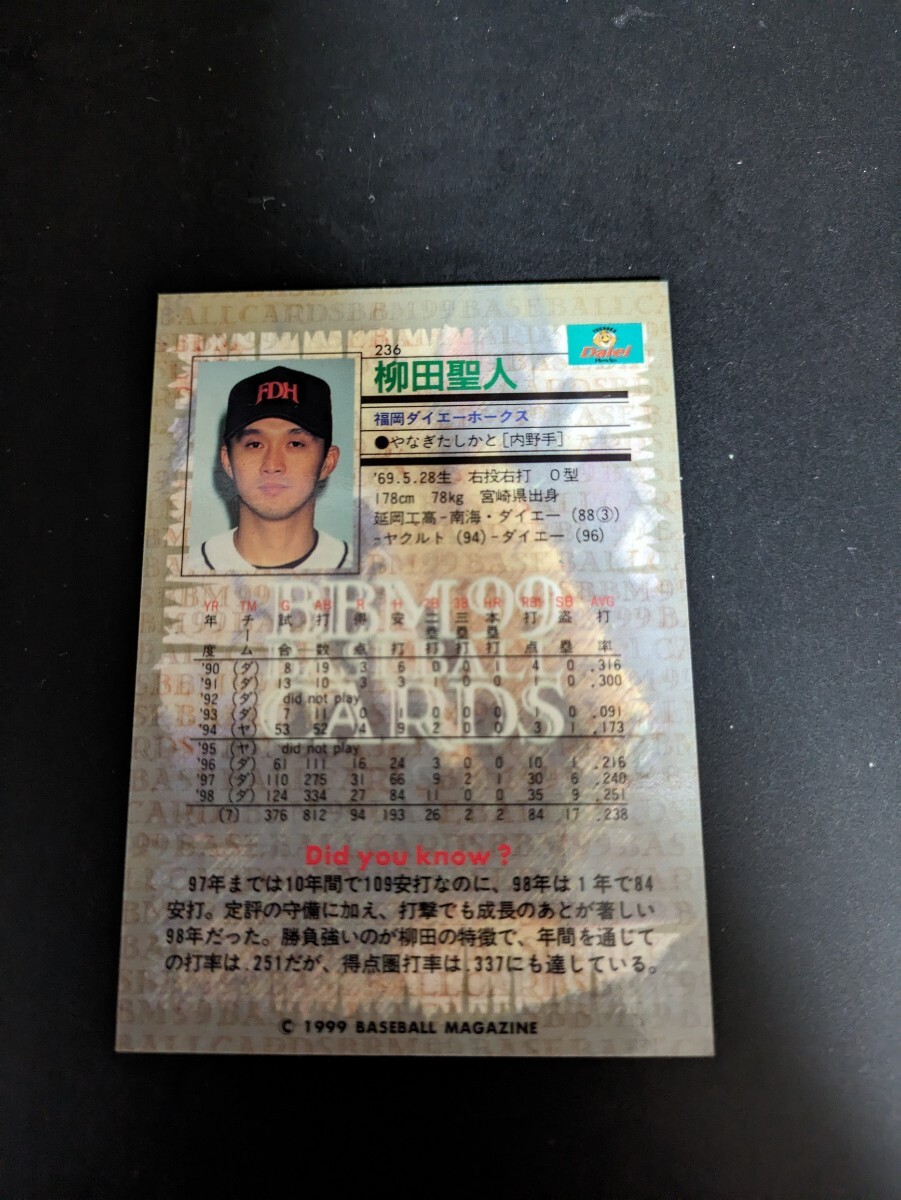 236
柳田聖人
福岡ダイエーホークス
●やなぎたしかと[内野手]
'69.5.28生 右投右打 O型
178cm 78kg 宮崎県出身
延岡工高-南海・ダイエー(88③)
-ヤクルト(94)-ダイエー(96)
FDH
Daiei
BBM 99
CARDS
YR TM G AB R H 2B 3B HR RBI SB AVG
年度 チーム 試合 打数 得点 安打 二塁打 三塁打 本塁打 打点 盗塁 打率
'90 (ダ) 8 19 3 6 0 0 1 4 0 .316
'91 (ダ) 13 10 3 3 1 0 0 1 0 .300
'92 (ダ) did not play
'93 (ダ) 7 11 0 1 0 0 0 1 0 .091
'94 (ヤ) 53 52 14 9 2 0 0 3 1 .173
'95 (ヤ) did not play
'96 (ダ) 61 111 16 24 3 0 0 10 1 .216
'97 (ダ) 110 275 31 66 9 2 1 30 6 .240
'98 (ダ) 124 334 27 84 11 0 0 35 9 .251
(7) 376 812 94 193 26 2 2 84 17 .238
Did you know?
97年までは10年間で109安打なのに、98年は1年で84
安打。定評の守備に加え、打撃でも成長のあとが著しい
98年だった。勝負強いのが柳田の特徴で、年間を通じて
の打率は.251だが、得点圏打率は.337にも達している。
© 1999 BASEBALL MAGAZINE